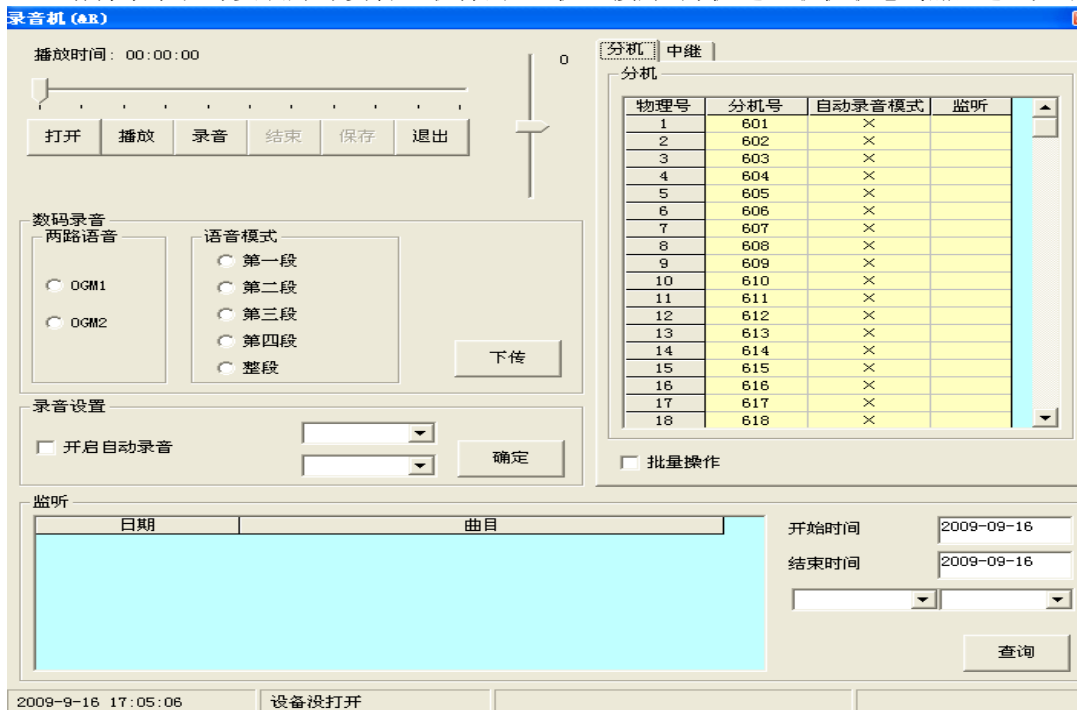 录音机(&R)
播放时间: 00:00:00
0
打开 播放 录音 结束 保存 退出
数码录音
两路语音
OGM1
OGM2
语音模式
第一段
第二段
第三段
第四段
整段
下传
录音设置
开启自动录音
确定
分机 中继
分机
物理号 分机号 自动录音模式 监听
1 601 ×
2 602 ×
3 603 ×
4 604 ×
5 605 ×
6 606 ×
7 607 ×
8 608 ×
9 609 ×
10 610 ×
11 611 ×
12 612 ×
13 613 ×
14 614 ×
15 615 ×
16 616 ×
17 617 ×
18 618 ×
批量操作
监听
日期 曲目
开始时间 2009-09-16
结束时间 2009-09-16
查询
2009-9-16 17:05:06 设备没打开